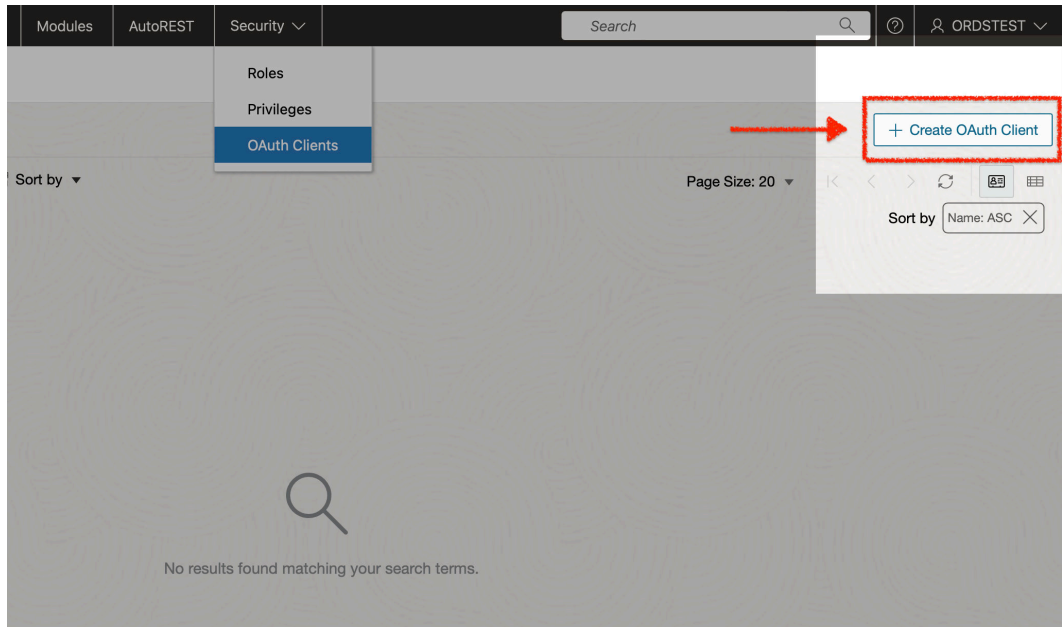 Modules AutoREST Security Search ORDSTEST
Roles
Privileges
OAuth Clients
+ Create OAuth Client
Sort by Page Size: 20
Sort by Name: ASC
No results found matching your search terms.